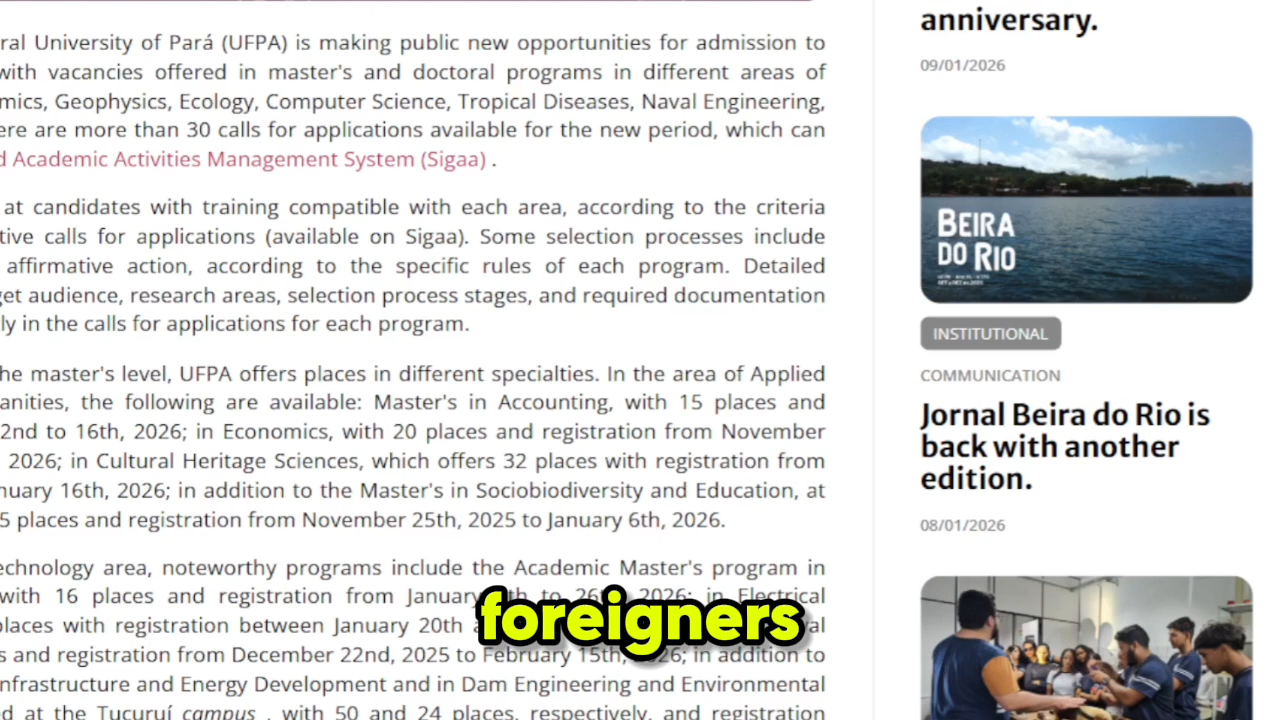 ral University of Pará (UFPA) is making public new opportunities for admission to
with vacancies offered in master's and doctoral programs in different areas of
mics, Geophysics, Ecology, Computer Science, Tropical Diseases, Naval Engineering,
ere are more than 30 calls for applications available for the new period, which can
d Academic Activities Management System (Sigaa) .
at candidates with training compatible with each area, according to the criteria
tive calls for applications (available on Sigaa). Some selection processes include
affirmative action, according to the specific rules of each program. Detailed
get audience, research areas, selection process stages, and required documentation
ly in the calls for applications for each program.
he master's level, UFPA offers places in different specialties. In the area of Applied
anities, the following are available: Master's in Accounting, with 15 places and
2nd to 16th, 2026; in Economics, with 20 places and registration from November
2026; in Cultural Heritage Sciences, which offers 32 places with registration from
nuary 16th, 2026; in addition to the Master's in Sociobiodiversity and Education, at
5 places and registration from November 25th, 2025 to January 6th, 2026.
echnology area, noteworthy programs include the Academic Master's program in
with 16 places and registration from January to 2026; in Electrical
places with registration between January 20th
s and registration from December 22nd, 2025 to February 15th, 2026; in addition to
nfrastructure and Energy Development and in Dam Engineering and Environmental
ed at the Tucuruí campus , with 50 and 24 places, respectively, and registration
foreigners
anniversary.
09/01/2026
BEIRA
DO RIO
INSTITUTIONAL
COMMUNICATION
Jornal Beira do Rio is
back with another
edition.
08/01/2026